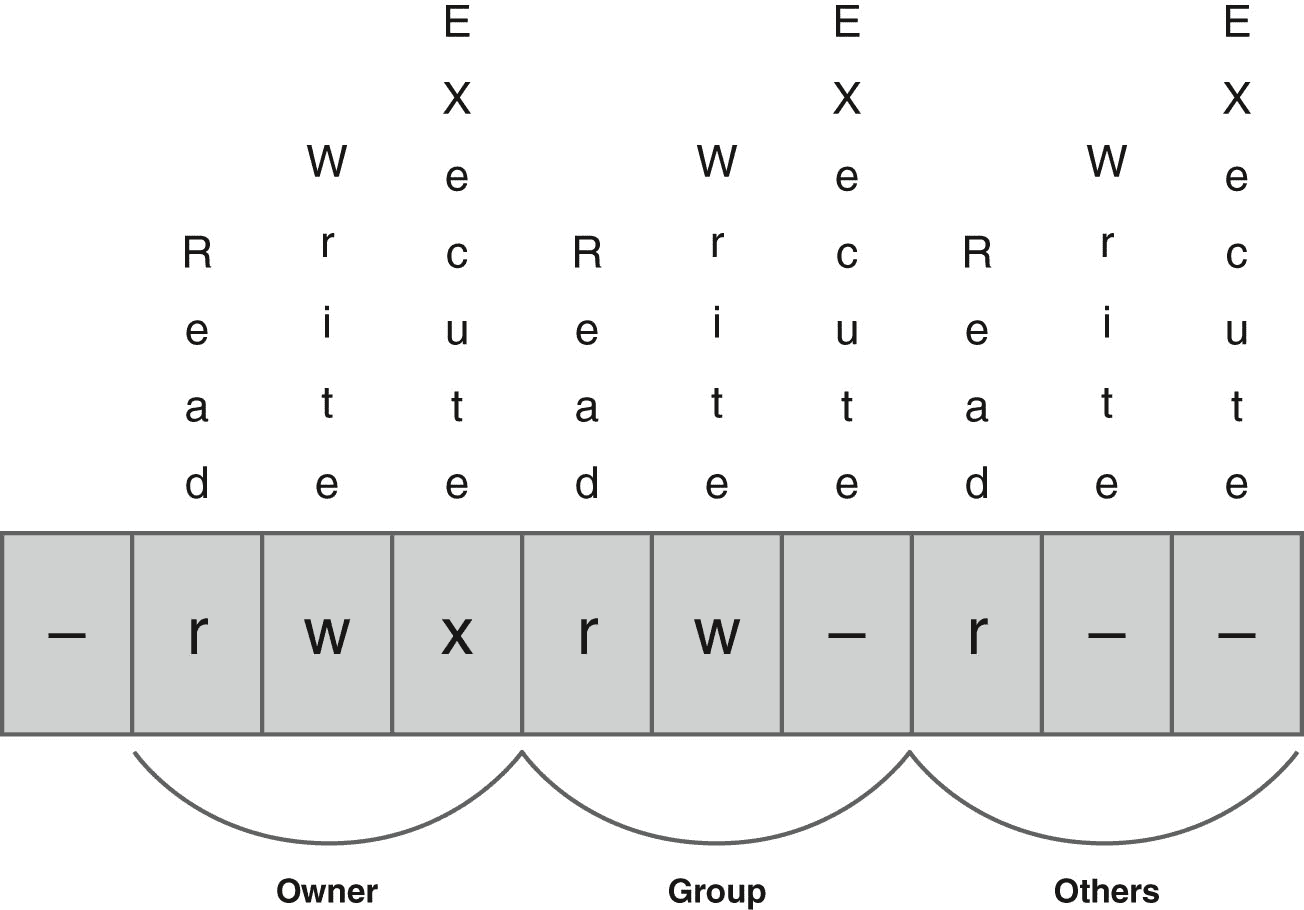 Read
Write
EXecute
Read
Write
EXecute
Read
Write
EXecute
– r w x r w – r – –
Owner Group Others